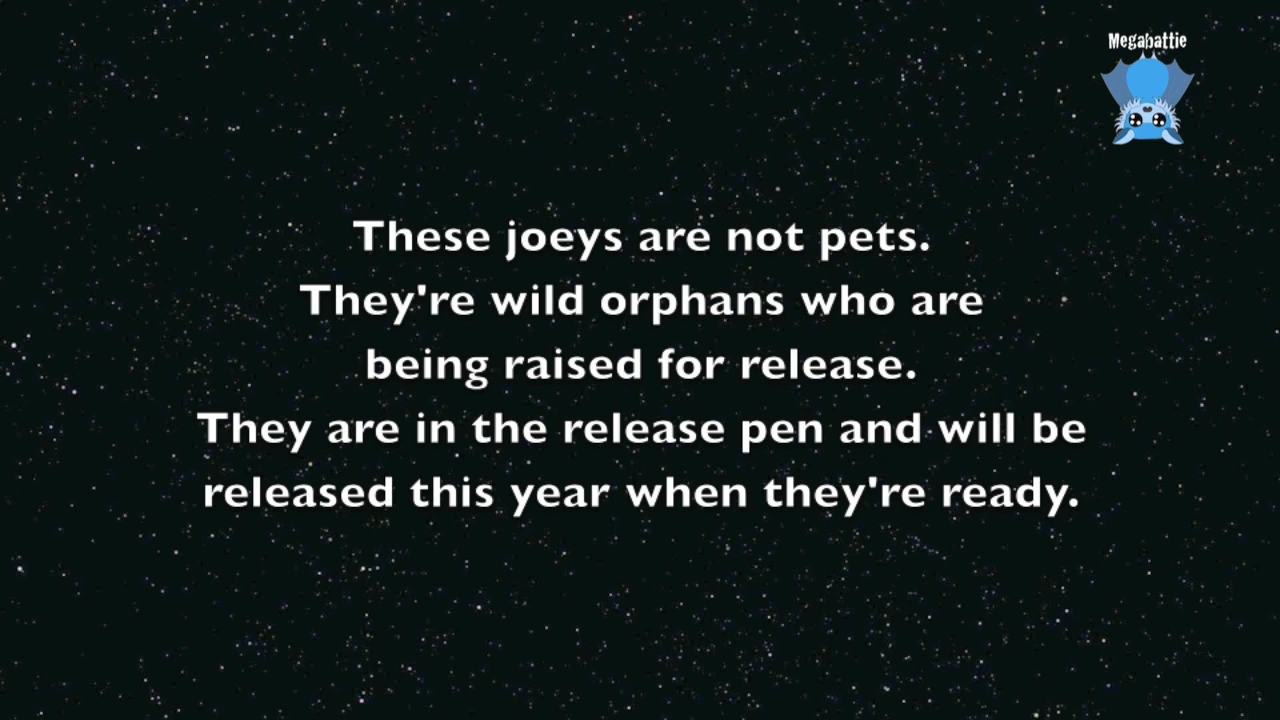 Megabattie
These joeys are not pets.
They're wild orphans who are
being raised for release.
They are in the release pen and will be
released this year when they're ready.